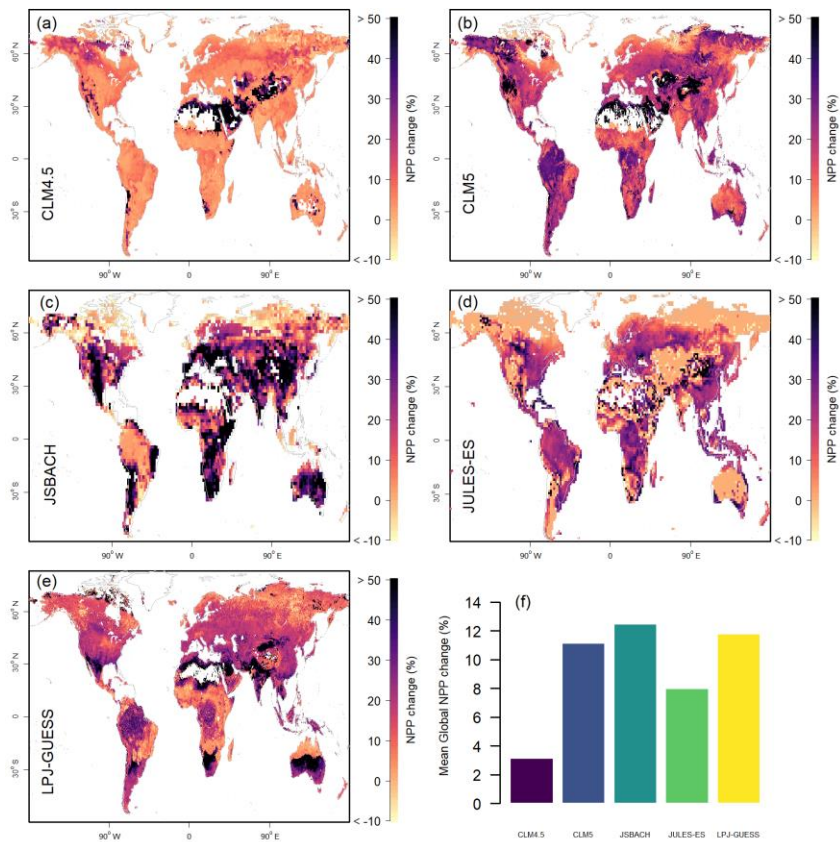 (a)
CLM4.5
60°N
30°N
0
30°S
90°W
0
90°E
> 50
40
30
20
10
0
< -10
NPP change (%)
(b)
CLM5
60°N
30°N
0
30°S
90°W
0
90°E
> 50
40
30
20
10
0
< -10
NPP change (%)
(c)
JSBACH
60°N
30°N
0
30°S
90°W
0
90°E
> 50
40
30
20
10
0
< -10
NPP change (%)
(d)
JULES-ES
60°N
30°N
0
30°S
90°W
0
90°E
> 50
40
30
20
10
0
< -10
NPP change (%)
(e)
LPJ-GUESS
60°N
30°N
0
30°S
90°W
0
90°E
> 50
40
30
20
10
0
< -10
NPP change (%)
(f)
Mean Global NPP change (%)
14
12
10
8
6
4
2
0
CLM4.5 CLM5 JSBACH JULES-ES LPJ-GUESS